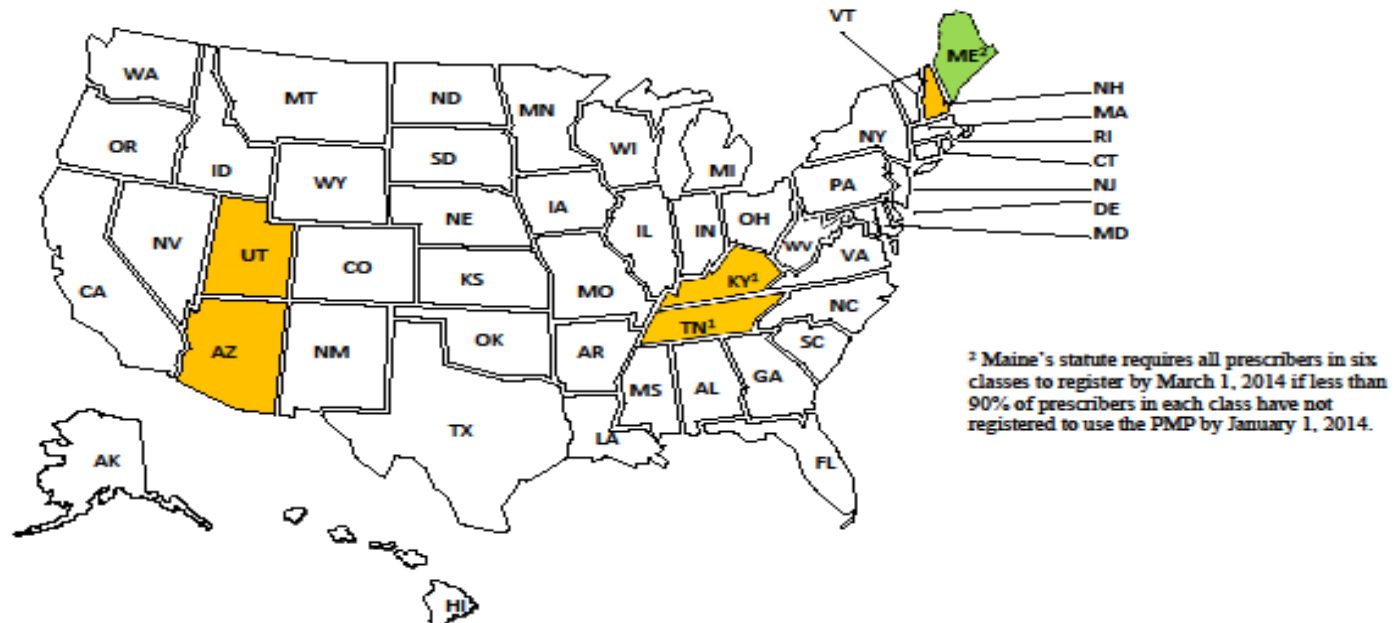 VT
ME²
WA
MT
ND
MN
NH
MA
OR
ID
SD
WI
NY
RI
WY
MI
CT
PA
NJ
NE
IA
OH
DE
NV
UT
CO
IL
IN
WV
VA
MD
CA
KS
MO
KY¹
NC
AZ
NM
OK
AR
TN¹
SC
MS
AL
GA
TX
LA
FL
AK
HI
² Maine's statute requires all prescribers in six
classes to register by March 1, 2014 if less than
90% of prescribers in each class have not
registered to use the PMP by January 1, 2014.